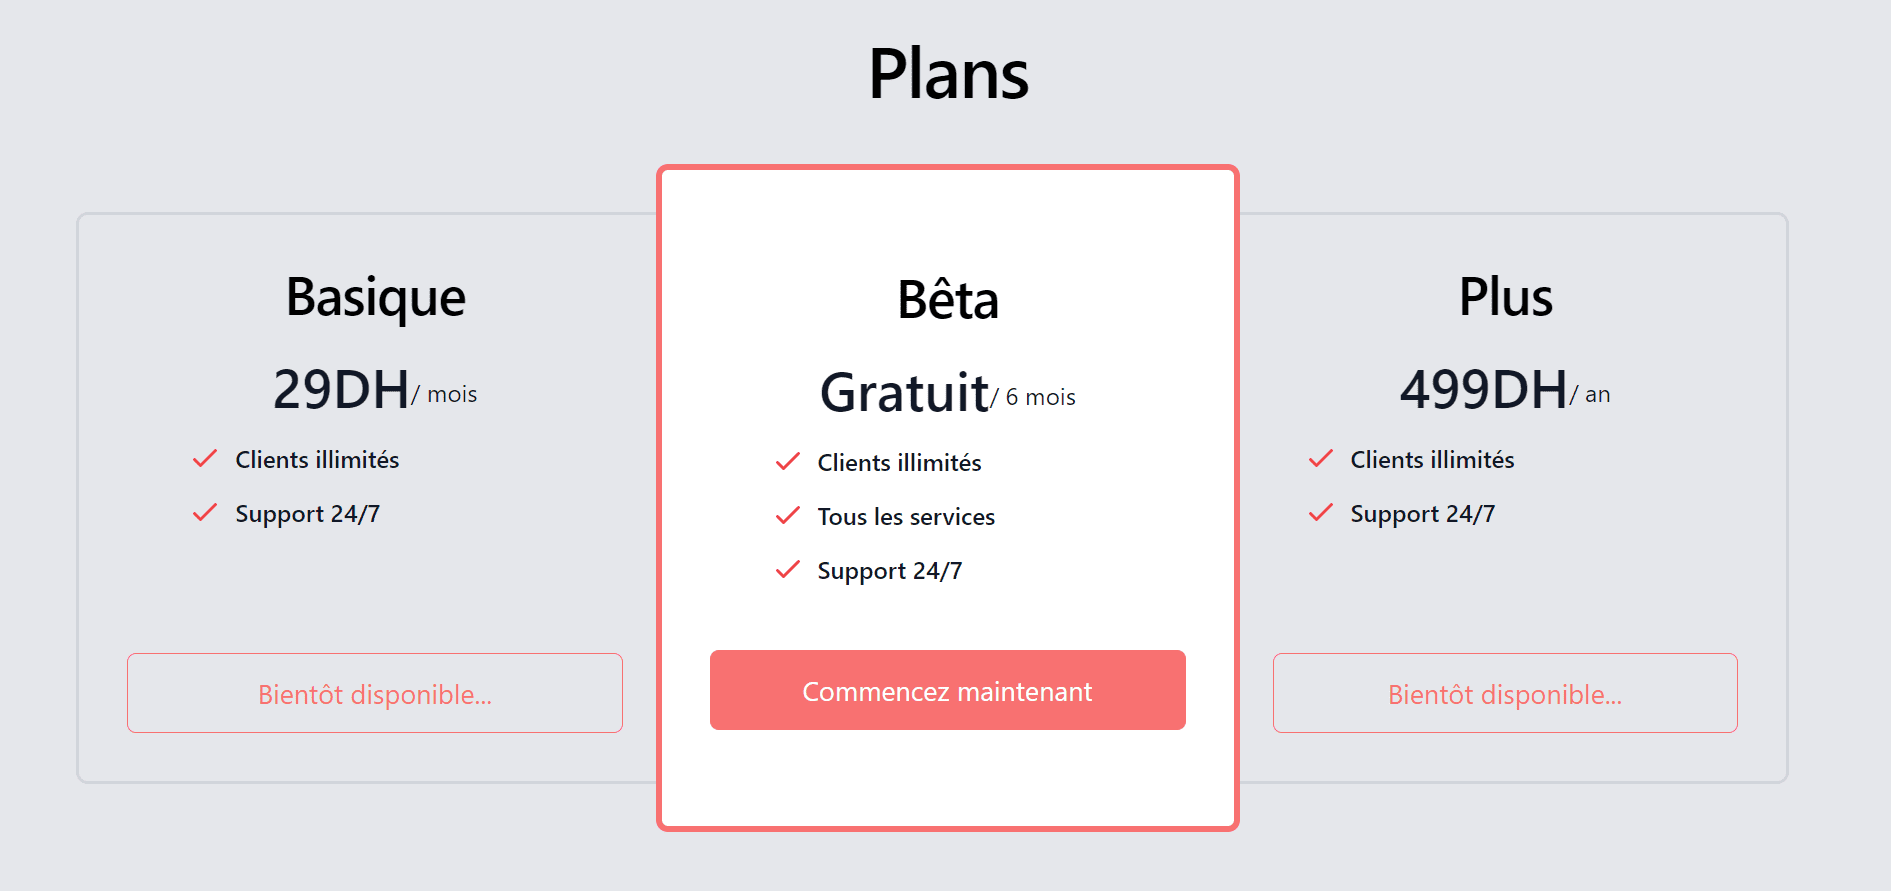 Plans
Basique
29DH/ mois
Clients illimités
Support 24/7
Bientôt disponible...
Bêta
Gratuit/ 6 mois
Clients illimités
Tous les services
Support 24/7
Commencez maintenant
Plus
499DH/ an
Clients illimités
Support 24/7
Bientôt disponible...